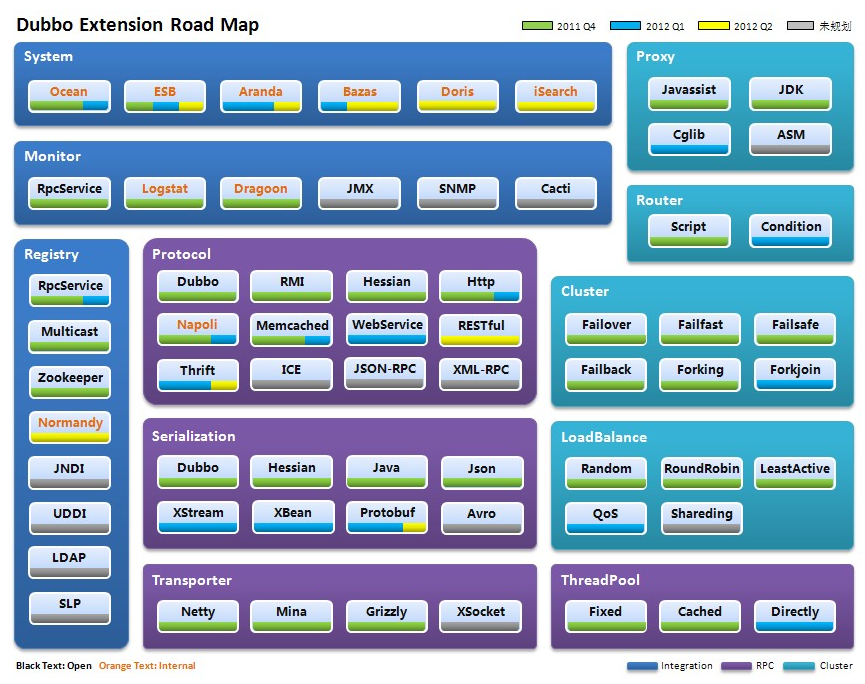 Dubbo Extension Road Map
2011 Q4 2012 Q1 2012 Q2 未规划
System
Ocean ESB Aranda Bazas Doris iSearch
Monitor
RpcService Logstat Dragoon JMX SNMP Cacti
Proxy
Javassist JDK
Cglib ASM
Router
Script Condition
Registry
RpcService
Multicast
Zookeeper
Normandy
JNDI
UDDI
LDAP
SLP
Protocol
Dubbo RMI Hessian Http
Napoli Memcached WebService RESTful
Thrift ICE JSON-RPC XML-RPC
Cluster
Failover Failfast Failsafe
Failback Forking Forkjoin
Serialization
Dubbo Hessian Java Json
XStream XBean Protobuf Avro
LoadBalance
Random RoundRobin LeastActive
QoS Shareding
Transporter
Netty Mina Grizzly XSocket
ThreadPool
Fixed Cached Directly
Black Text: Open Orange Text: Internal
Integration RPC Cluster